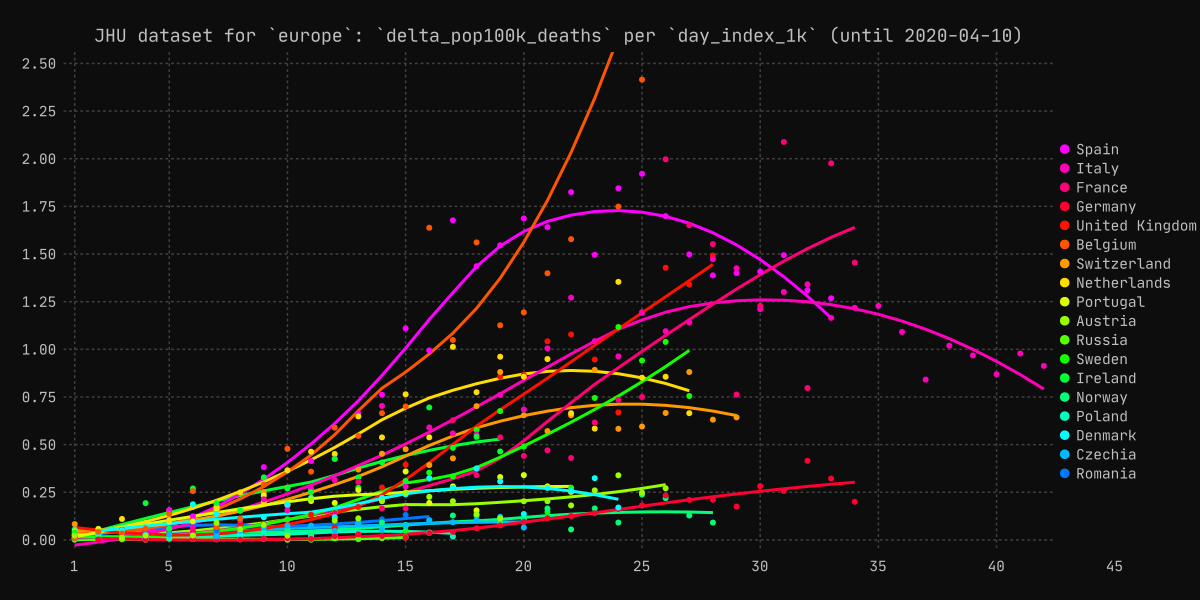 JHU dataset for `europe`: `delta_pop100k_deaths` per `day_index_1k` (until 2020-04-10)
2.50
2.25
2.00
1.75
1.50
1.25
1.00
0.75
0.50
0.25
0.00
1 5 10 15 20 25 30 35 40 45
Spain
Italy
France
Germany
United Kingdom
Belgium
Switzerland
Netherlands
Portugal
Austria
Russia
Sweden
Ireland
Norway
Poland
Denmark
Czechia
Romania